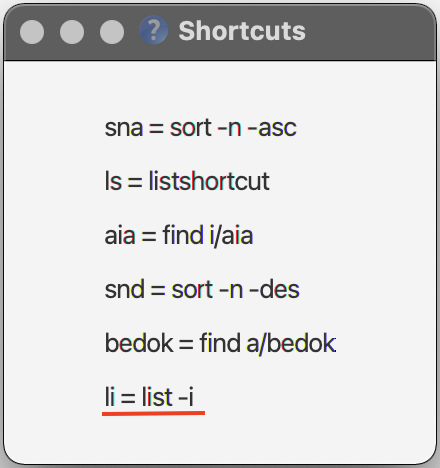 Shortcuts
sna = sort -n -asc
ls = listshortcut
aia = find i/aia
snd = sort -n -des
bedok = find a/bedok
li = list -i